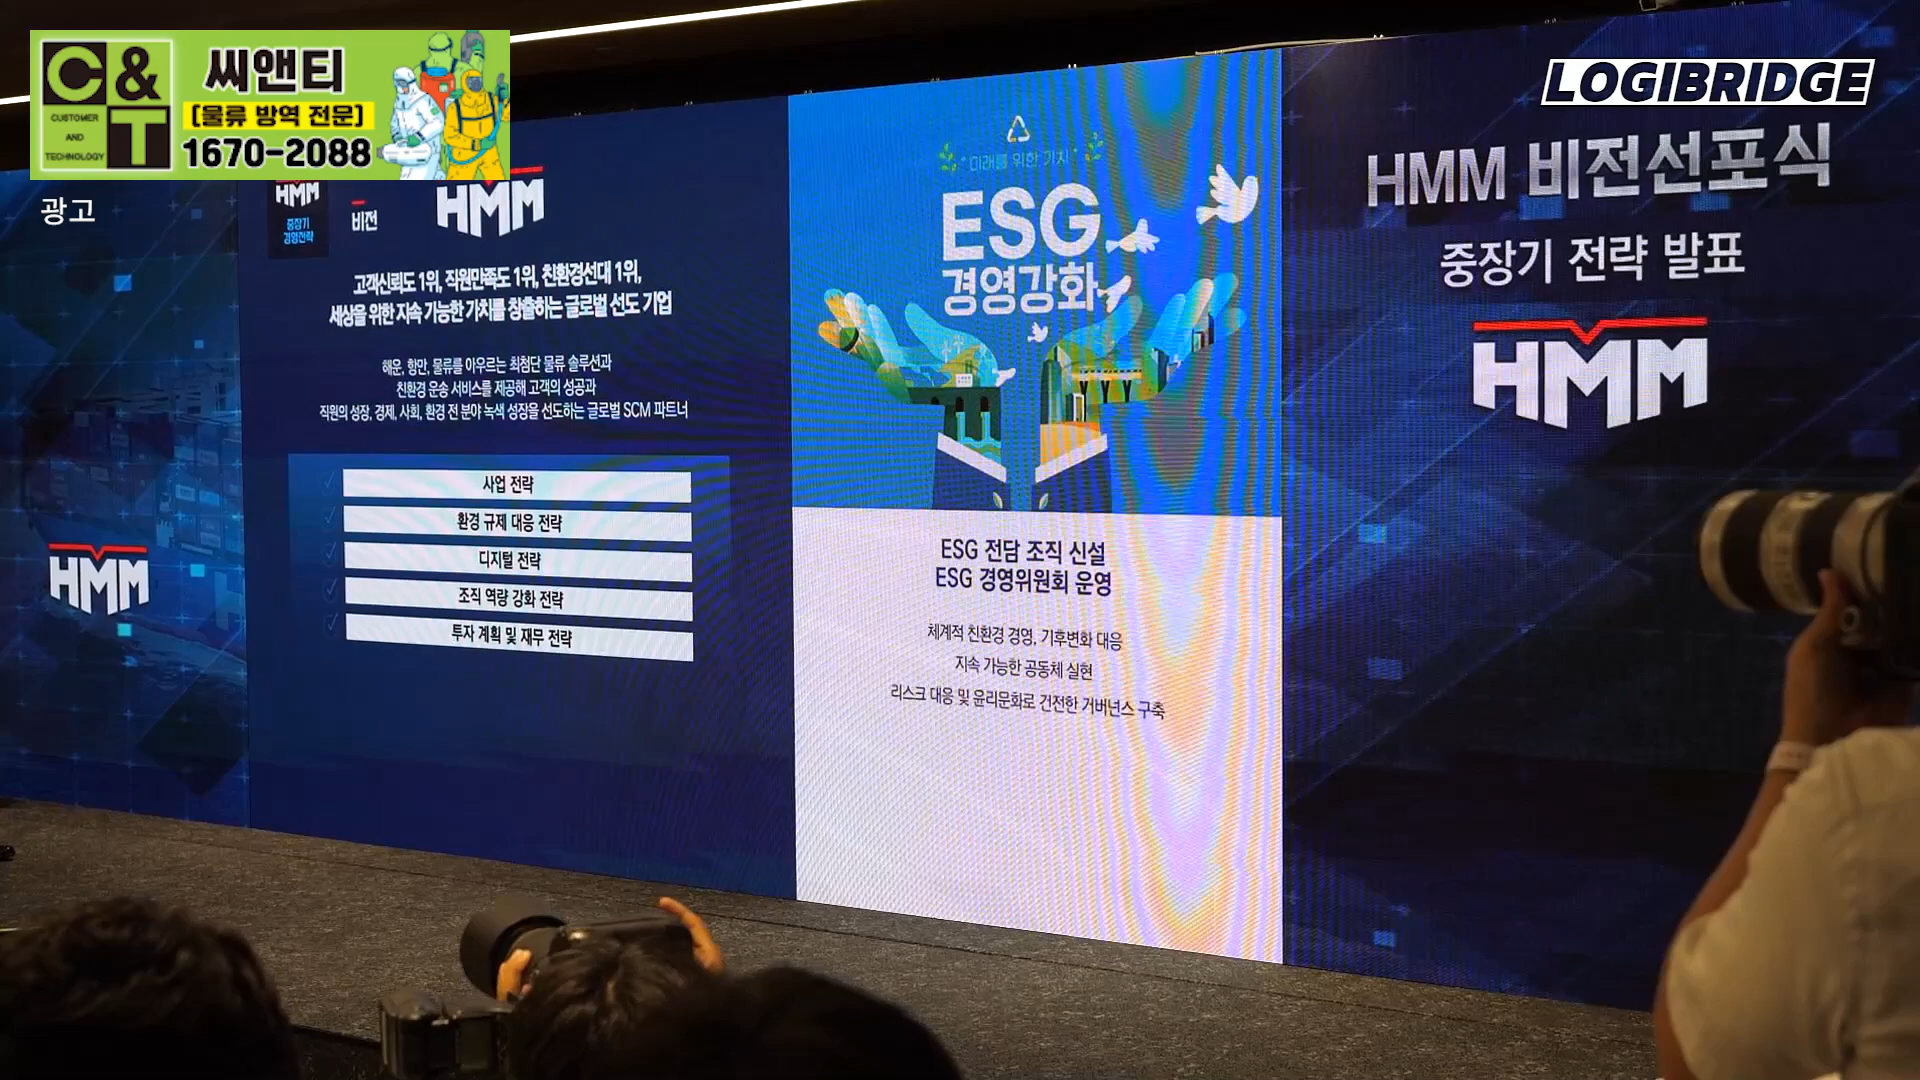 C&T
CUSTOMER
AND
TECHNOLOGY
씨앤티
[물류 방역 전문]
1670-2088
광고
LOGIBRIDGE
HMM
HMM
중장기
경영전략
비전
HMM
고객신뢰도 1위, 직원만족도 1위, 친환경선대 1위,
세상을 위한 지속 가능한 가치를 창출하는 글로벌 선도 기업
해운, 항만, 물류를 아우르는 최첨단 물류 솔루션과
친환경 운송 서비스를 제공해 고객의 성공과
직원의 성장, 경제, 사회, 환경 전 분야 녹색 성장을 선도하는 글로벌 SCM 파트너
사업 전략
환경 규제 대응 전략
디지털 전략
조직 역량 강화 전략
투자 계획 및 재무 전략
"미래를 위한 가치"
ESG
경영강화
ESG 전담 조직 신설
ESG 경영위원회 운영
체계적 친환경 경영, 기후변화 대응
지속 가능한 공동체 실현
리스크 대응 및 윤리문화로 건전한 거버넌스 구축
HMM 비전선포식
중장기 전략 발표
HMM